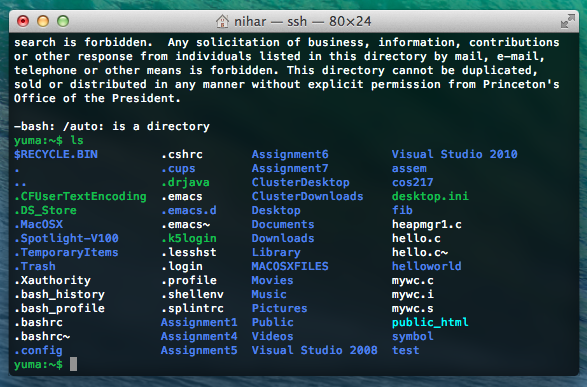 nihar — ssh — 80×24
search is forbidden.  Any solicitation of business, information, contributions
or other response from individuals listed in this directory by mail, e-mail,
telephone or other means is forbidden. This directory cannot be duplicated,
sold or distributed in any manner without explicit permission from Princeton's
Office of the President.
-bash: /auto: is a directory
yuma:~$ ls
$RECYCLE.BIN .cshrc Assignment6 Visual Studio 2010
. .cups Assignment7 assem
.. .drjava ClusterDesktop cos217
.CFUserTextEncoding .emacs ClusterDownloads desktop.ini
.DS_Store .emacs.d Desktop fib
.MacOSX .emacs~ Documents heapmgr1.c
.Spotlight-V100 .k5login Downloads hello.c
.TemporaryItems .lesshst Library hello.c~
.Trash .login MACOSXFILES helloworld
.Xauthority .profile Movies mywc.c
.bash_history .shellenv Music mywc.i
.bash_profile .splintrc Pictures mywc.s
.bashrc Assignment1 Public public_html
.bashrc~ Assignment4 Videos symbol
.config Assignment5 Visual Studio 2008 test
yuma:~$